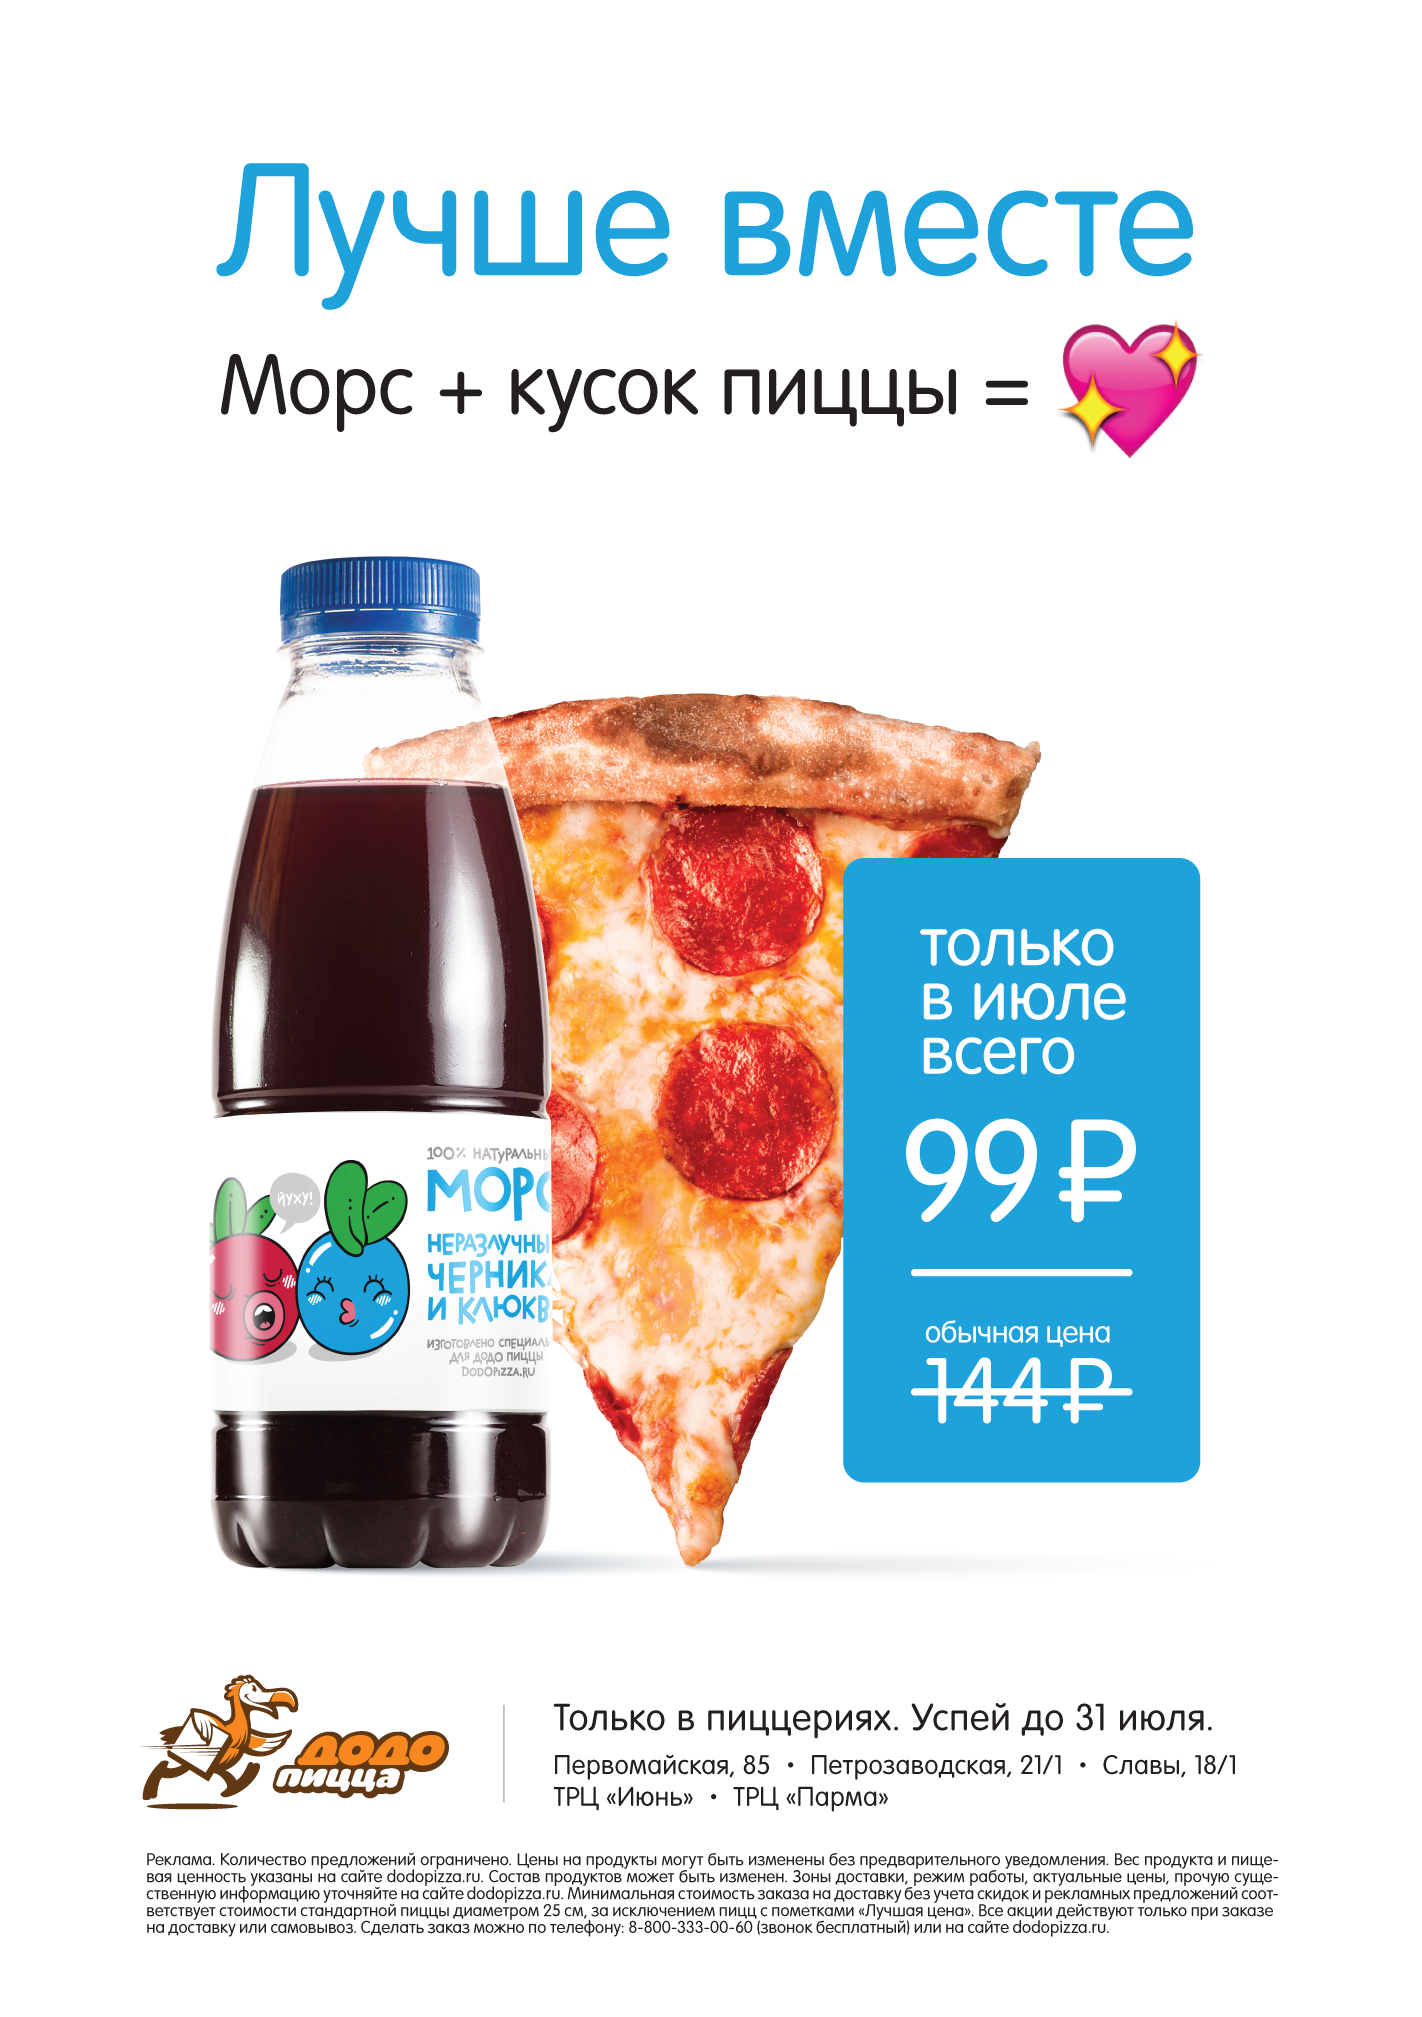 Лучше вместе
Морс + кусок пиццы =
только
в июле
всего
99 ₽
обычная цена
144 ₽
100% НАТУРАЛЬНЫ
МОРС
НЕРАЗЛУЧНЫ
ЧЕРНИКА
И КЛЮКВ
ИЗГОТОВЛЕНО СПЕЦИАЛЬ
ДЛЯ ДОДО ПИЦЦЫ
DODOPIZZA.RU
йуху!
додо
пицца
Только в пиццериях. Успей до 31 июля.
Первомайская, 85 • Петрозаводская, 21/1 • Славы, 18/1
ТРЦ «Июнь» • ТРЦ «Парма»
Реклама. Количество предложений ограничено. Цены на продукты могут быть изменены без предварительного уведомления. Вес продукта и пище-
вая ценность указаны на сайте dodopizza.ru. Состав продуктов может быть изменен. Зоны доставки, режим работы, актуальные цены, прочую суще-
ственную информацию уточняйте на сайте dodopizza.ru. Минимальная стоимость заказа на доставку без учета скидок и рекламных предложений соот-
ветствует стоимости стандартной пиццы диаметром 25 см, за исключением пицц с пометками «Лучшая цена». Все акции действуют только при заказе
на доставку или самовывоз. Сделать заказ можно по телефону: 8-800-333-00-60 (звонок бесплатный) или на сайте dodopizza.ru.